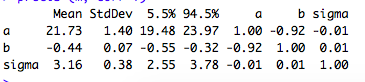 Mean StdDev 5.5% 94.5% a b sigma
a 21.73 1.40 19.48 23.97 1.00 -0.92 -0.01
b -0.44 0.07 -0.55 -0.32 -0.92 1.00 0.01
sigma 3.16 0.38 2.55 3.78 -0.01 0.01 1.00